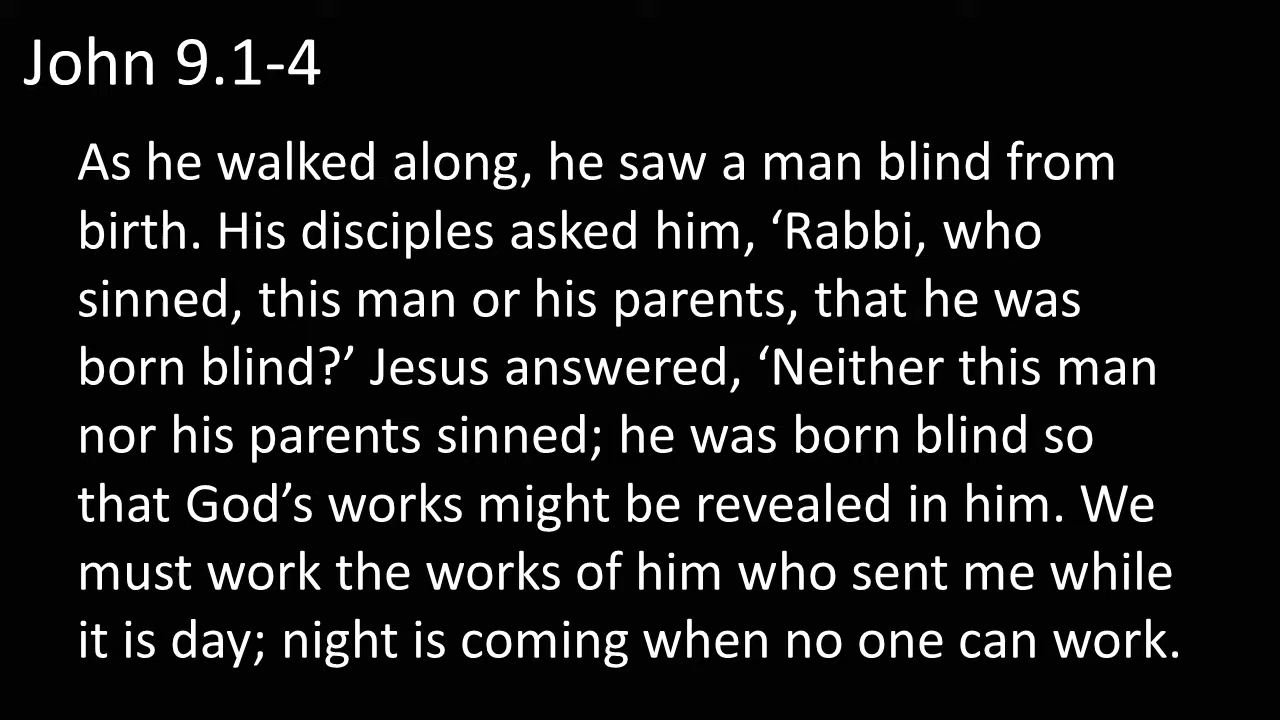 John 9.1-4
As he walked along, he saw a man blind from
birth. His disciples asked him, ‘Rabbi, who
sinned, this man or his parents, that he was
born blind?’ Jesus answered, ‘Neither this man
nor his parents sinned; he was born blind so
that God’s works might be revealed in him. We
must work the works of him who sent me while
it is day; night is coming when no one can work.